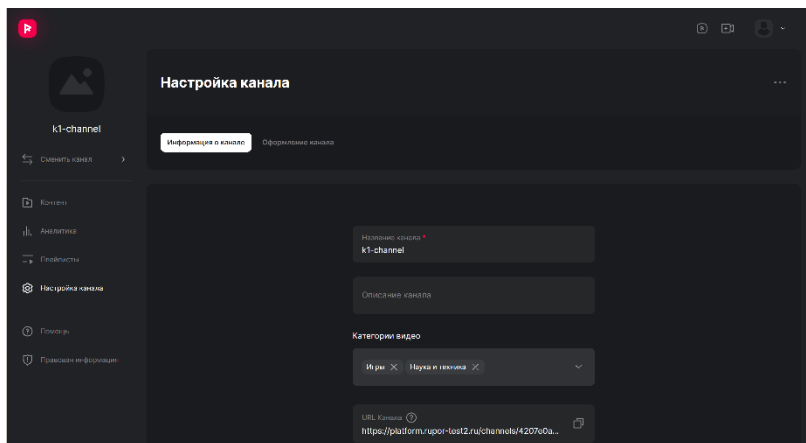 Настройка канала
k1-channel
Информация о канале
Оформление канала
Сменить канал
Контент
Аналитика
Плейлисты
Настройка канала
Помощь
Правовая информация
Название канала *
k1-channel
Описание канала
Категории видео
Игры
Наука и техника
URL Канала
https://platform.rupor-test2.ru/channels/4207e0a...